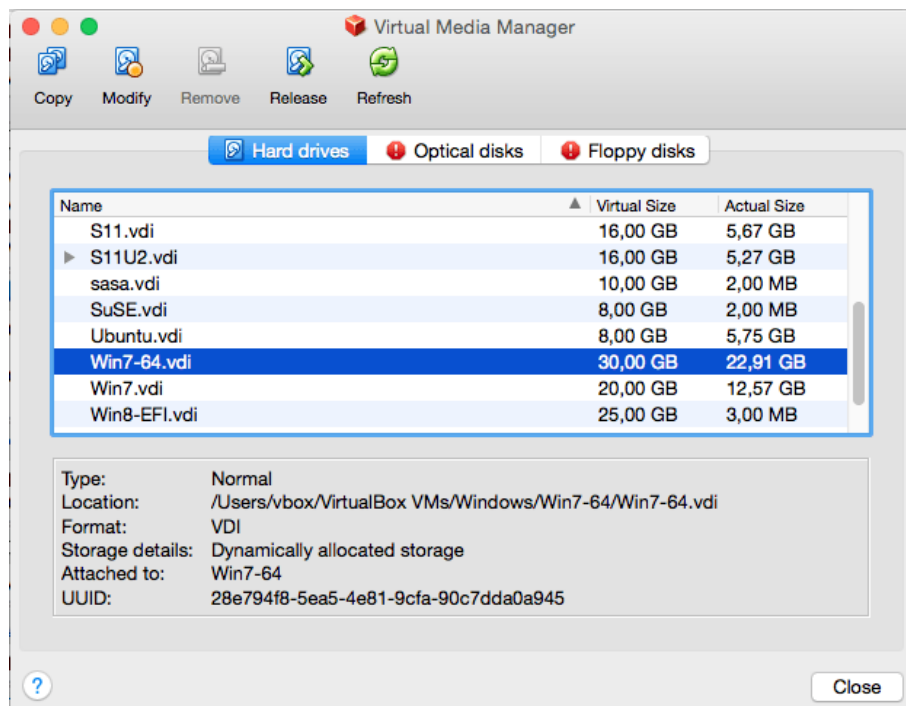 Virtual Media Manager
Copy Modify Remove Release Refresh
Hard drives Optical disks Floppy disks
Name Virtual Size Actual Size
S11.vdi 16,00 GB 5,67 GB
S11U2.vdi 16,00 GB 5,27 GB
sasa.vdi 10,00 GB 2,00 MB
SuSE.vdi 8,00 GB 2,00 MB
Ubuntu.vdi 8,00 GB 5,75 GB
Win7-64.vdi 30,00 GB 22,91 GB
Win7.vdi 20,00 GB 12,57 GB
Win8-EFI.vdi 25,00 GB 3,00 MB
Type: Normal
Location: /Users/vbox/VirtualBox VMs/Windows/Win7-64/Win7-64.vdi
Format: VDI
Storage details: Dynamically allocated storage
Attached to: Win7-64
UUID: 28e794f8-5ea5-4e81-9cfa-90c7dda0a945
? Close